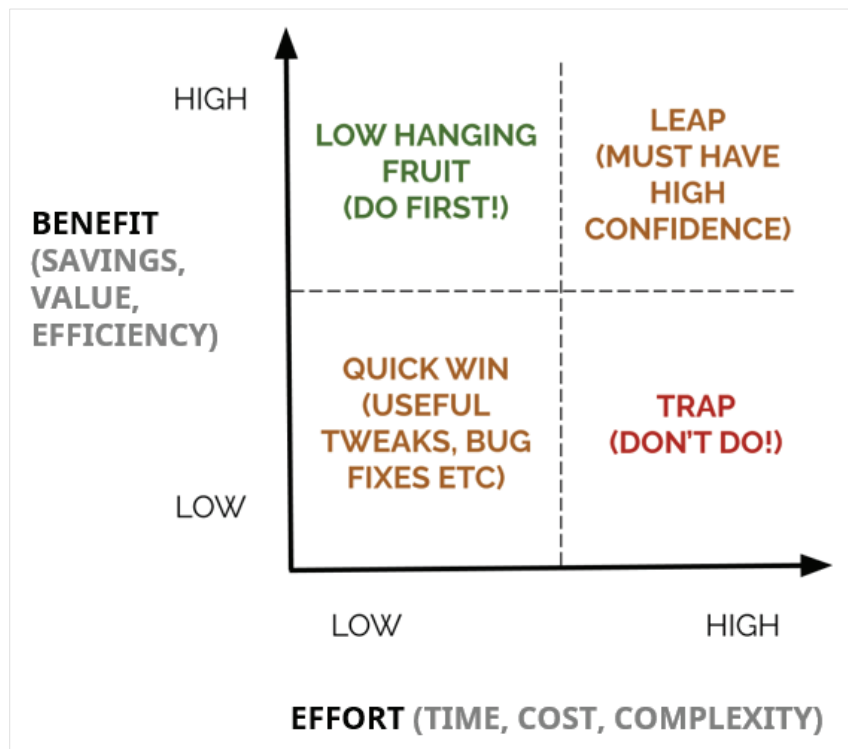 HIGH
LOW HANGING
FRUIT
(DO FIRST!)
LEAP
(MUST HAVE
HIGH
CONFIDENCE)
BENEFIT
(SAVINGS,
VALUE,
EFFICIENCY)
QUICK WIN
(USEFUL
TWEAKS, BUG
FIXES ETC)
TRAP
(DON'T DO!)
LOW
LOW
HIGH
EFFORT (TIME, COST, COMPLEXITY)